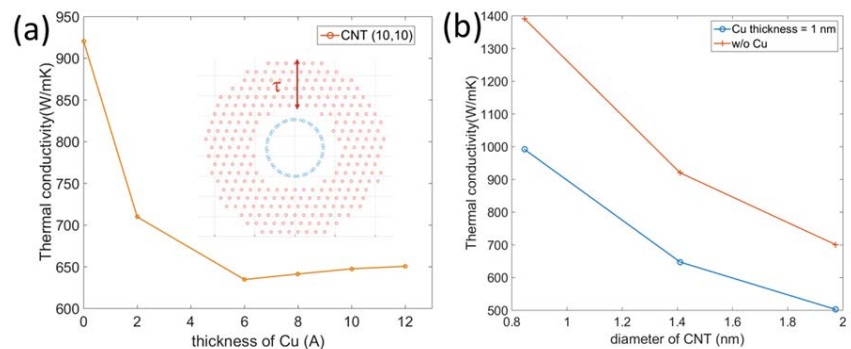 (a)
950
900
850
800
750
700
650
600
Thermal conductivity(W/mK)
CNT (10,10)
τ
0 2 4 6 8 10 12
thickness of Cu (A)
(b)
1400
1300
1200
1100
1000
900
800
700
600
500
Thermal conductivity(W/mK)
Cu thickness = 1 nm
w/o Cu
0.8 1 1.2 1.4 1.6 1.8 2
diameter of CNT (nm)